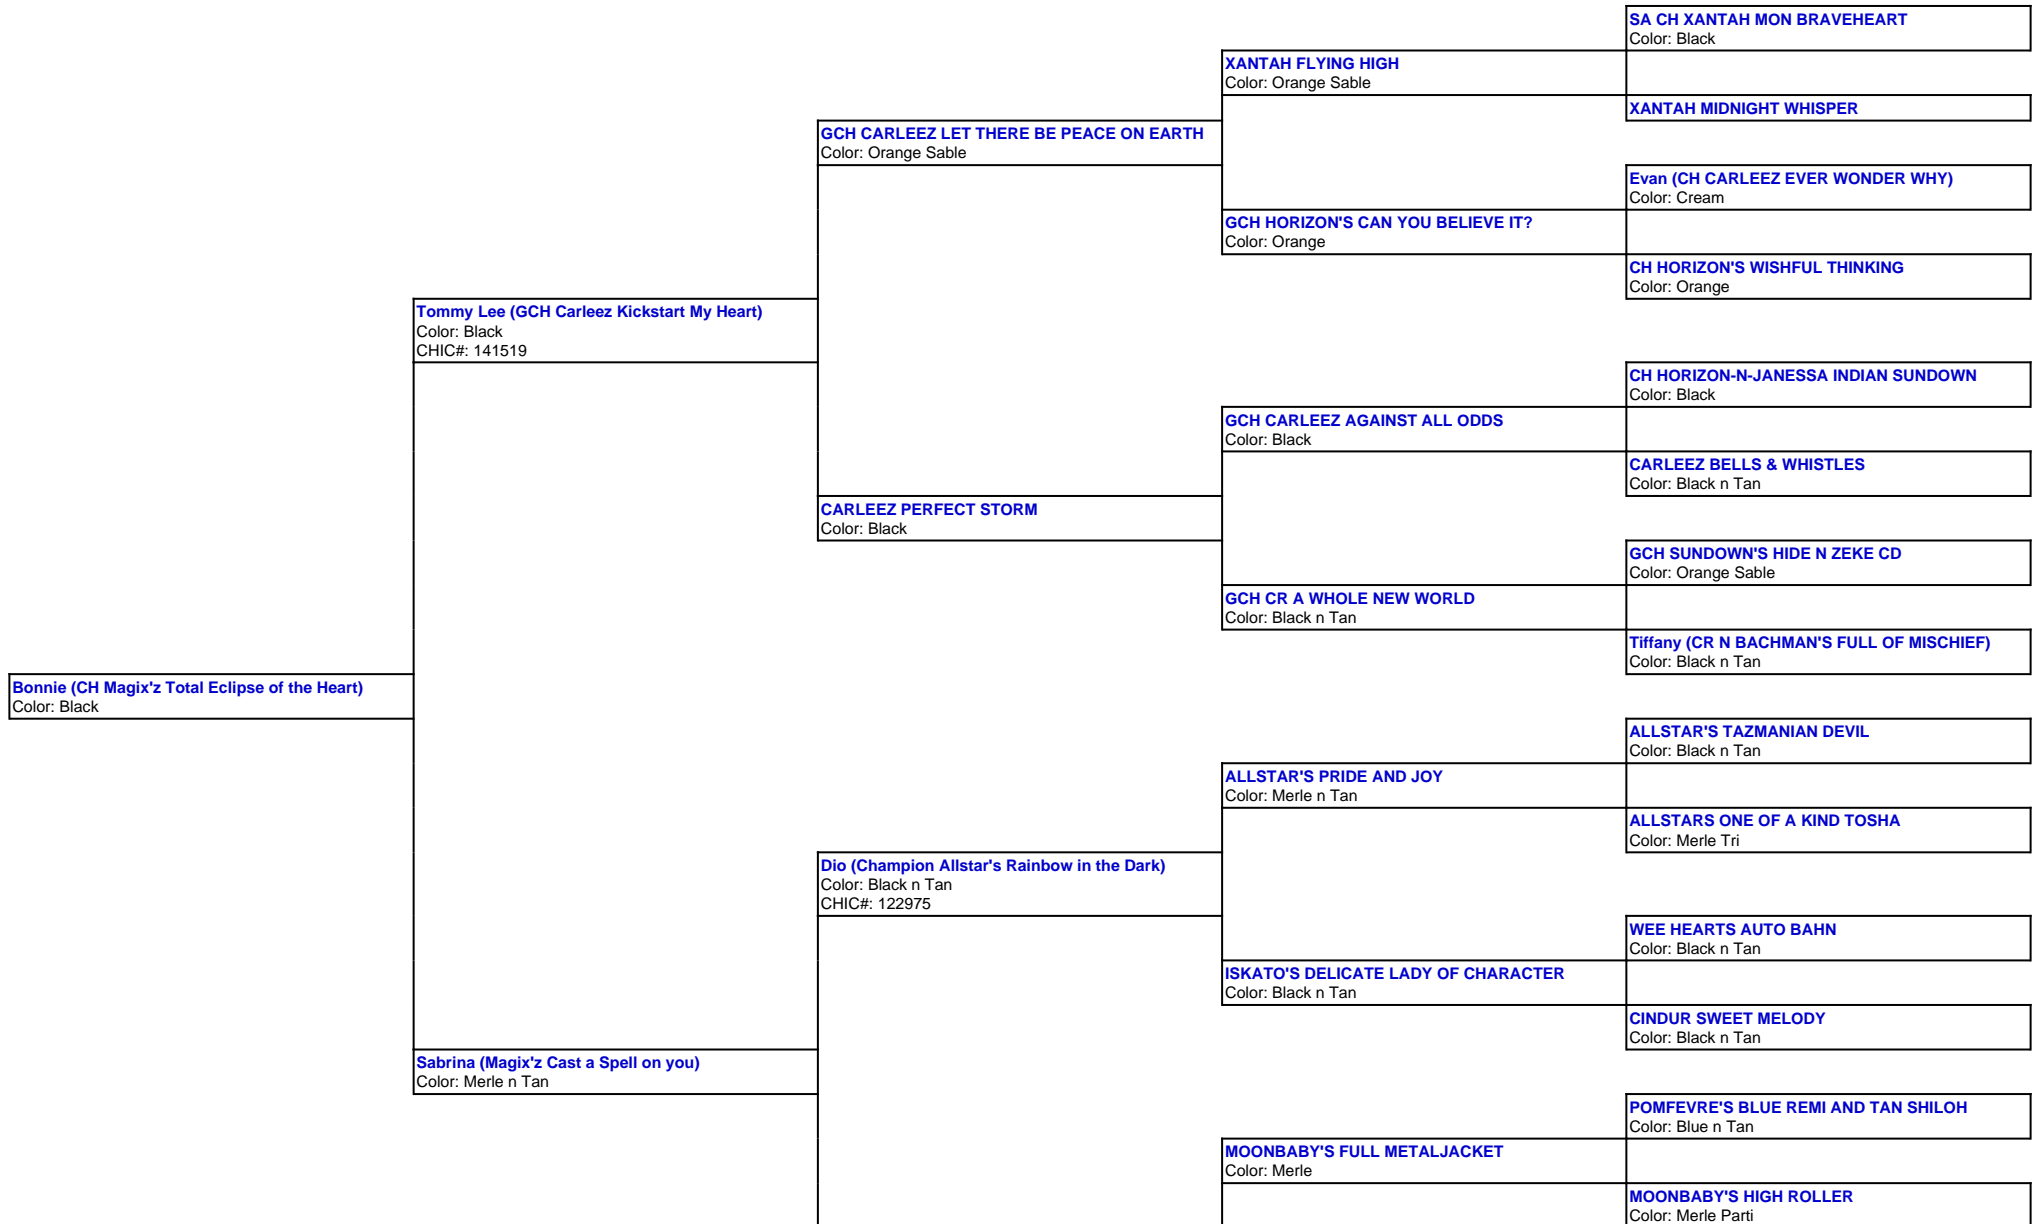 SA CH XANTAH MON BRAVEHEART
Color: Black
XANTAH FLYING HIGH
Color: Orange Sable
XANTAH MIDNIGHT WHISPER
GCH CARLEEZ LET THERE BE PEACE ON EARTH
Color: Orange Sable
Evan (CH CARLEEZ EVER WONDER WHY)
Color: Cream
GCH HORIZON'S CAN YOU BELIEVE IT?
Color: Orange
CH HORIZON'S WISHFUL THINKING
Color: Orange
Tommy Lee (GCH Carleez Kickstart My Heart)
Color: Black
CHIC#: 141519
CH HORIZON-N-JANESSA INDIAN SUNDOWN
Color: Black
GCH CARLEEZ AGAINST ALL ODDS
Color: Black
CARLEEZ BELLS & WHISTLES
Color: Black n Tan
CARLEEZ PERFECT STORM
Color: Black
GCH SUNDOWN'S HIDE N ZEKE CD
Color: Orange Sable
GCH CR A WHOLE NEW WORLD
Color: Black n Tan
Tiffany (CR N BACHMAN'S FULL OF MISCHIEF)
Color: Black n Tan
Bonnie (CH Magix'z Total Eclipse of the Heart)
Color: Black
ALLSTAR'S TAZMANIAN DEVIL
Color: Black n Tan
ALLSTAR'S PRIDE AND JOY
Color: Merle n Tan
ALLSTARS ONE OF A KIND TOSHA
Color: Merle Tri
Dio (Champion Allstar's Rainbow in the Dark)
Color: Black n Tan
CHIC#: 122975
WEE HEARTS AUTO BAHN
Color: Black n Tan
ISKATO'S DELICATE LADY OF CHARACTER
Color: Black n Tan
CINDUR SWEET MELODY
Color: Black n Tan
Sabrina (Magix'z Cast a Spell on you)
Color: Merle n Tan
POMFEVRE'S BLUE REMI AND TAN SHILOH
Color: Blue n Tan
MOONBABY'S FULL METALJACKET
Color: Merle
MOONBABY'S HIGH ROLLER
Color: Merle Parti